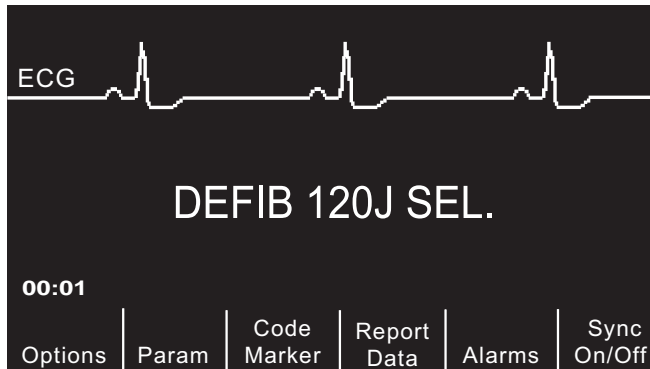 ECG
DEFIB 120J SEL.
00:01
Options Param Code Marker Report Data Alarms Sync On/Off